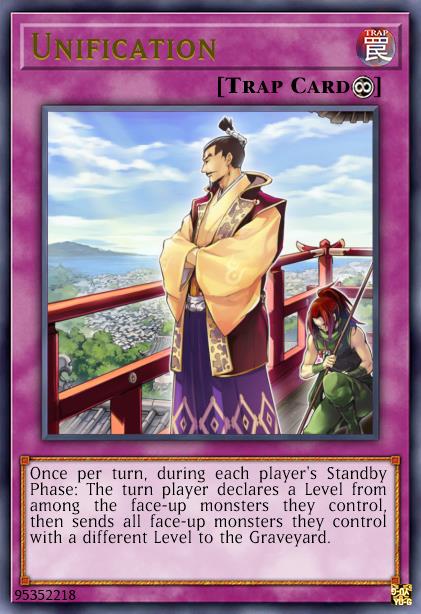 Unification
TRAP
罠
[Trap Card]
Once per turn, during each player's Standby
Phase: The turn player declares a Level from
among the face-up monsters they control,
then sends all face-up monsters they control
with a different Level to the Graveyard.
95352218